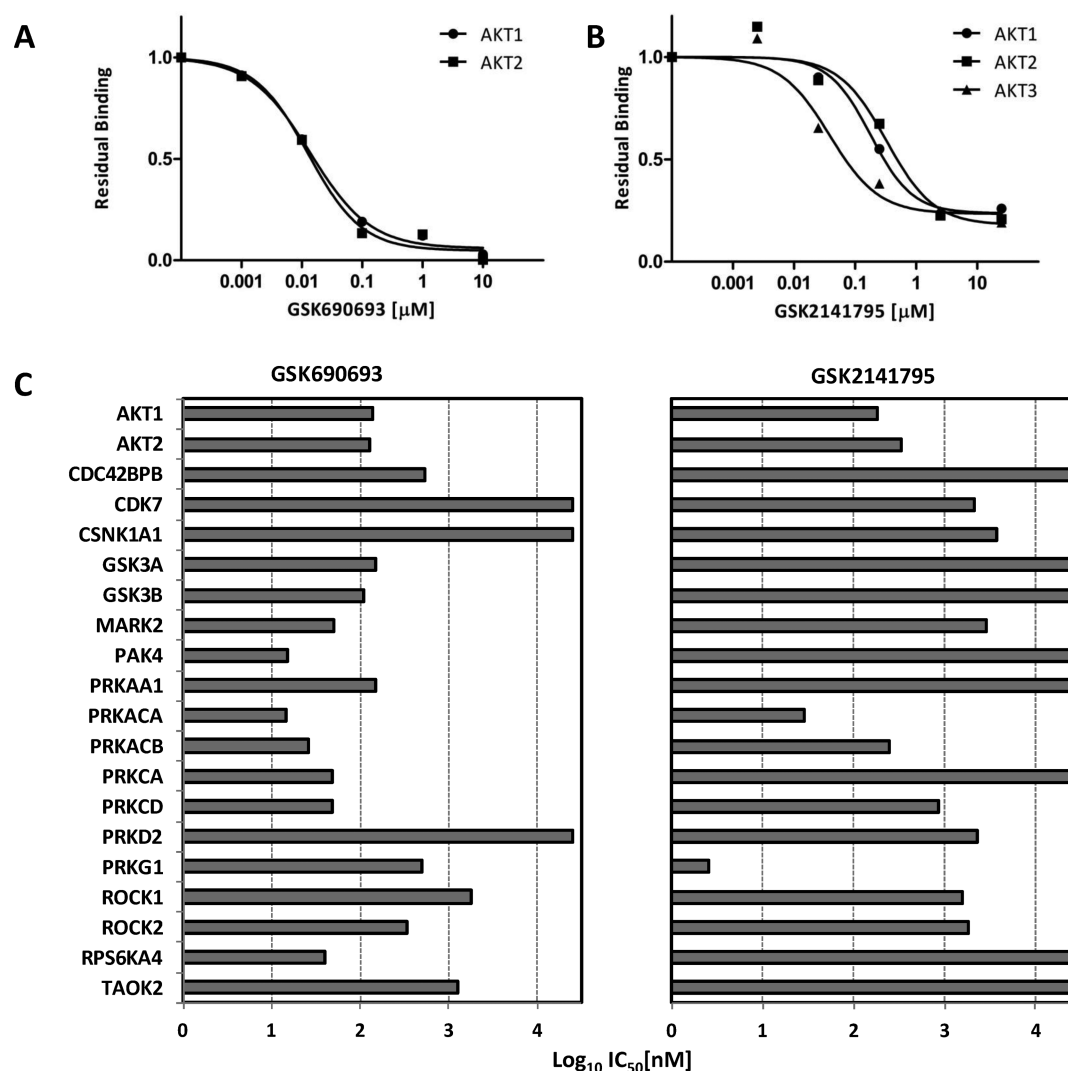 A
AKT1
AKT2
Residual Binding
1.0
0.5
0.0
0.001 0.01 0.1 1 10
GSK690693 [μM]
B
AKT1
AKT2
AKT3
Residual Binding
1.0
0.5
0.0
0.001 0.01 0.1 1 10
GSK2141795 [μM]
C
GSK690693
GSK2141795
AKT1
AKT2
CDC42BPB
CDK7
CSNK1A1
GSK3A
GSK3B
MARK2
PAK4
PRKAA1
PRKACA
PRKACB
PRKCA
PRKCD
PRKD2
PRKG1
ROCK1
ROCK2
RPS6KA4
TAOK2
0 1 2 3 4
0 1 2 3 4
Log10 IC50[nM]